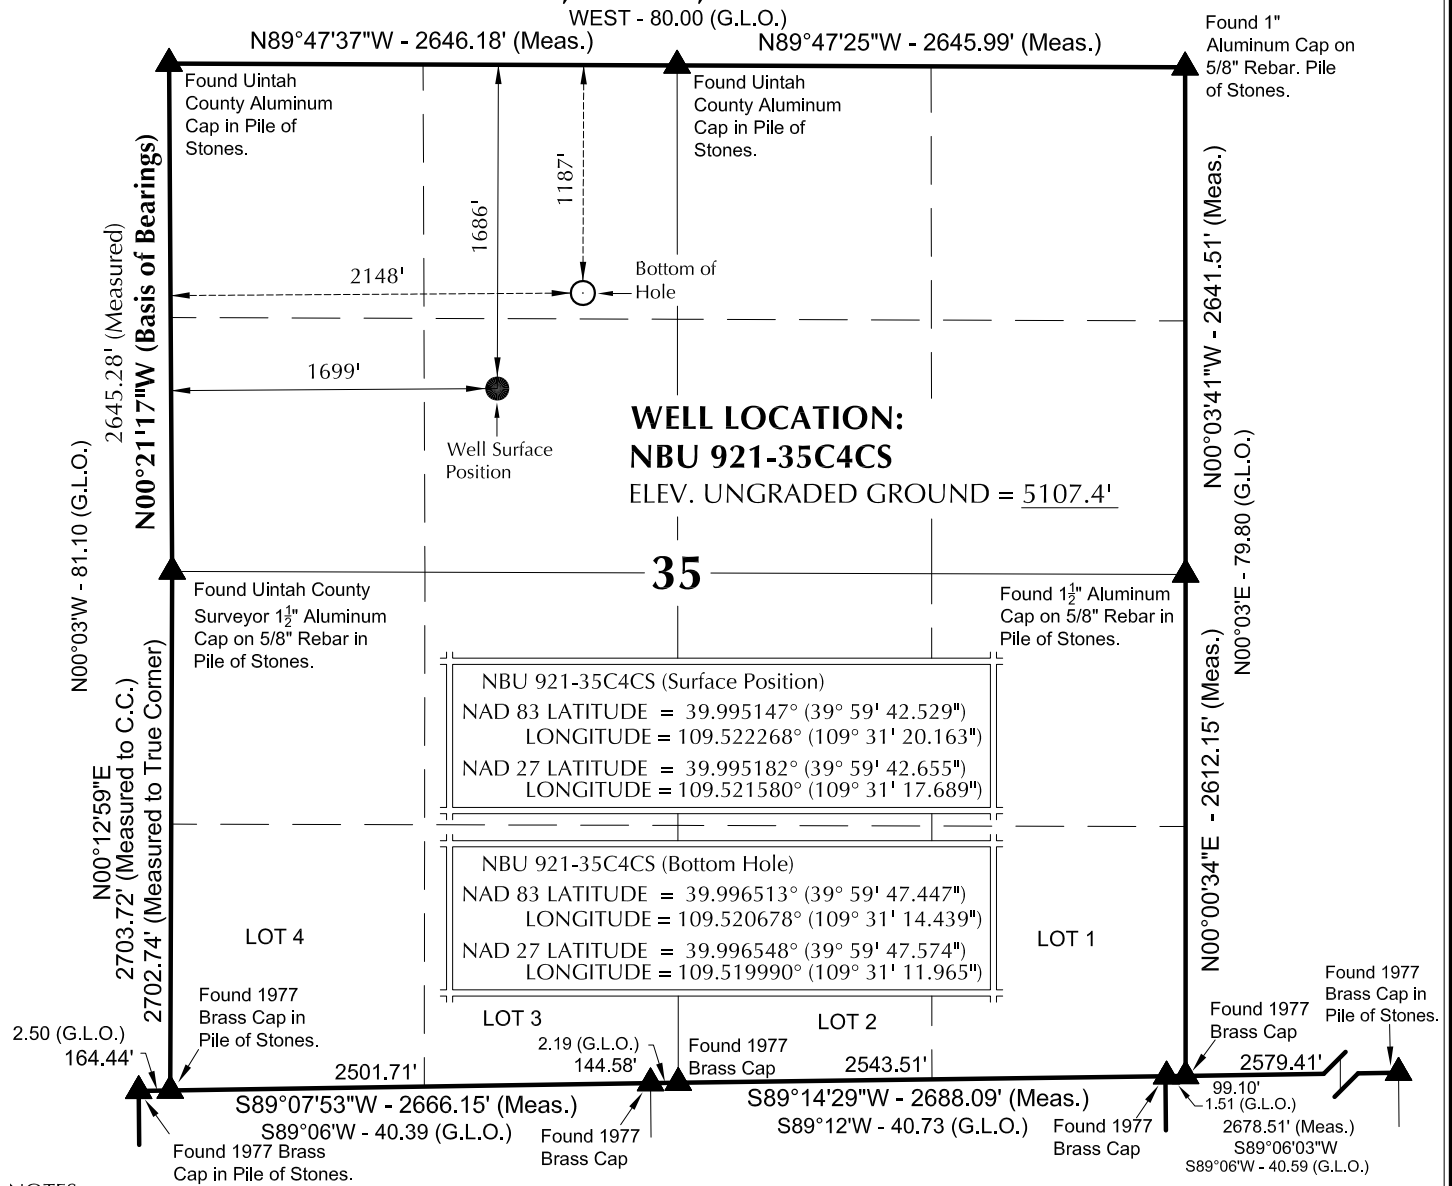 WEST - 80.00 (G.L.O.)
N89°47'37"W - 2646.18' (Meas.)
N89°47'25"W - 2645.99' (Meas.)
Found 1"
Aluminum Cap on
5/8" Rebar. Pile
of Stones.
Found Uintah
County Aluminum
Cap in Pile of
Stones.
Found Uintah
County Aluminum
Cap in Pile of
Stones.
N00°21'17"W (Basis of Bearings)
2645.28' (Measured)
N00°03'W - 81.10 (G.L.O.)
1686'
1187'
2148'
Bottom of
Hole
1699'
Well Surface
Position
WELL LOCATION:
NBU 921-35C4CS
ELEV. UNGRADED GROUND = 5107.4'
N00°03'41"W - 2641.51' (Meas.)
N00°03'E - 79.80 (G.L.O.)
35
Found Uintah County
Surveyor 1½" Aluminum
Cap on 5/8" Rebar in
Pile of Stones.
Found 1½" Aluminum
Cap on 5/8" Rebar in
Pile of Stones.
NBU 921-35C4CS (Surface Position)
NAD 83 LATITUDE = 39.995147° (39° 59' 42.529")
LONGITUDE = 109.522268° (109° 31' 20.163")
NAD 27 LATITUDE = 39.995182° (39° 59' 42.655")
LONGITUDE = 109.521580° (109° 31' 17.689")
NBU 921-35C4CS (Bottom Hole)
NAD 83 LATITUDE = 39.996513° (39° 59' 47.447")
LONGITUDE = 109.520678° (109° 31' 14.439")
NAD 27 LATITUDE = 39.996548° (39° 59' 47.574")
LONGITUDE = 109.519990° (109° 31' 11.965")
N00°12'59"E
2703.72' (Measured to C.C.)
2702.74' (Measured to True Corner)
N00°00'34"E - 2612.15' (Meas.)
LOT 4
LOT 3
LOT 2
LOT 1
Found 1977
Brass Cap in
Pile of Stones.
2.50 (G.L.O.)
164.44'
2501.71'
2.19 (G.L.O.)
144.58'
Found 1977
Brass Cap
2543.51'
Found 1977
Brass Cap
Found 1977
Brass Cap in
Pile of Stones.
2579.41'
99.10'
1.51 (G.L.O.)
2678.51' (Meas.)
S89°06'03"W
S89°06'W - 40.59 (G.L.O.)
S89°07'53"W - 2666.15' (Meas.)
S89°06'W - 40.39 (G.L.O.)
S89°14'29"W - 2688.09' (Meas.)
S89°12'W - 40.73 (G.L.O.)
Found 1977 Brass
Cap in Pile of Stones.
Found 1977
Brass Cap
Found 1977
Brass Cap